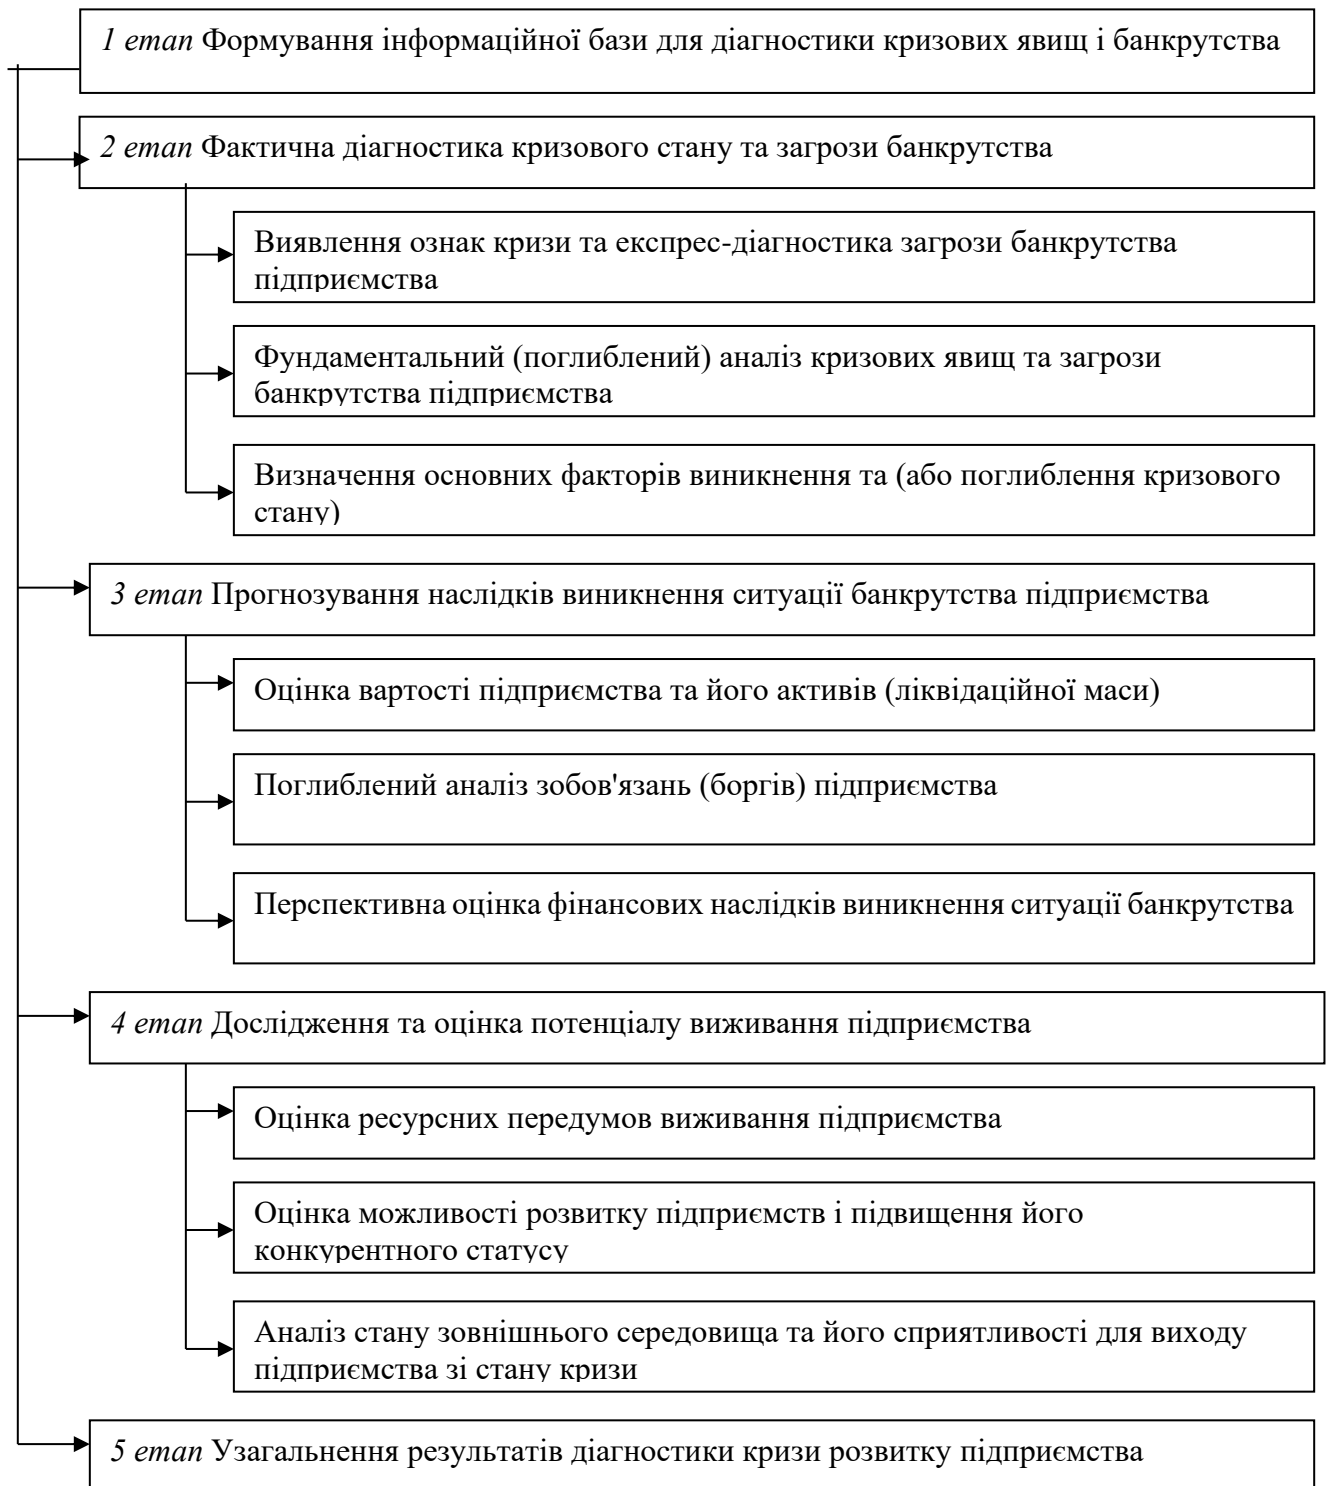 1 етап Формування інформаційної бази для діагностики кризових явищ і банкрутства
2 етап Фактична діагностика кризового стану та загрози банкрутства
Виявлення ознак кризи та експрес-діагностика загрози банкрутства
підприємства
Фундаментальний (поглиблений) аналіз кризових явищ та загрози
банкрутства підприємства
Визначення основних факторів виникнення та (або поглиблення кризового
стану)
3 етап Прогнозування наслідків виникнення ситуації банкрутства підприємства
Оцінка вартості підприємства та його активів (ліквідаційної маси)
Поглиблений аналіз зобов'язань (боргів) підприємства
Перспективна оцінка фінансових наслідків виникнення ситуації банкрутства
4 етап Дослідження та оцінка потенціалу виживання підприємства
Оцінка ресурсних передумов виживання підприємства
Оцінка можливості розвитку підприємств і підвищення його
конкурентного статусу
Аналіз стану зовнішнього середовища та його сприятливості для виходу
підприємства зі стану кризи
5 етап Узагальнення результатів діагностики кризи розвитку підприємства